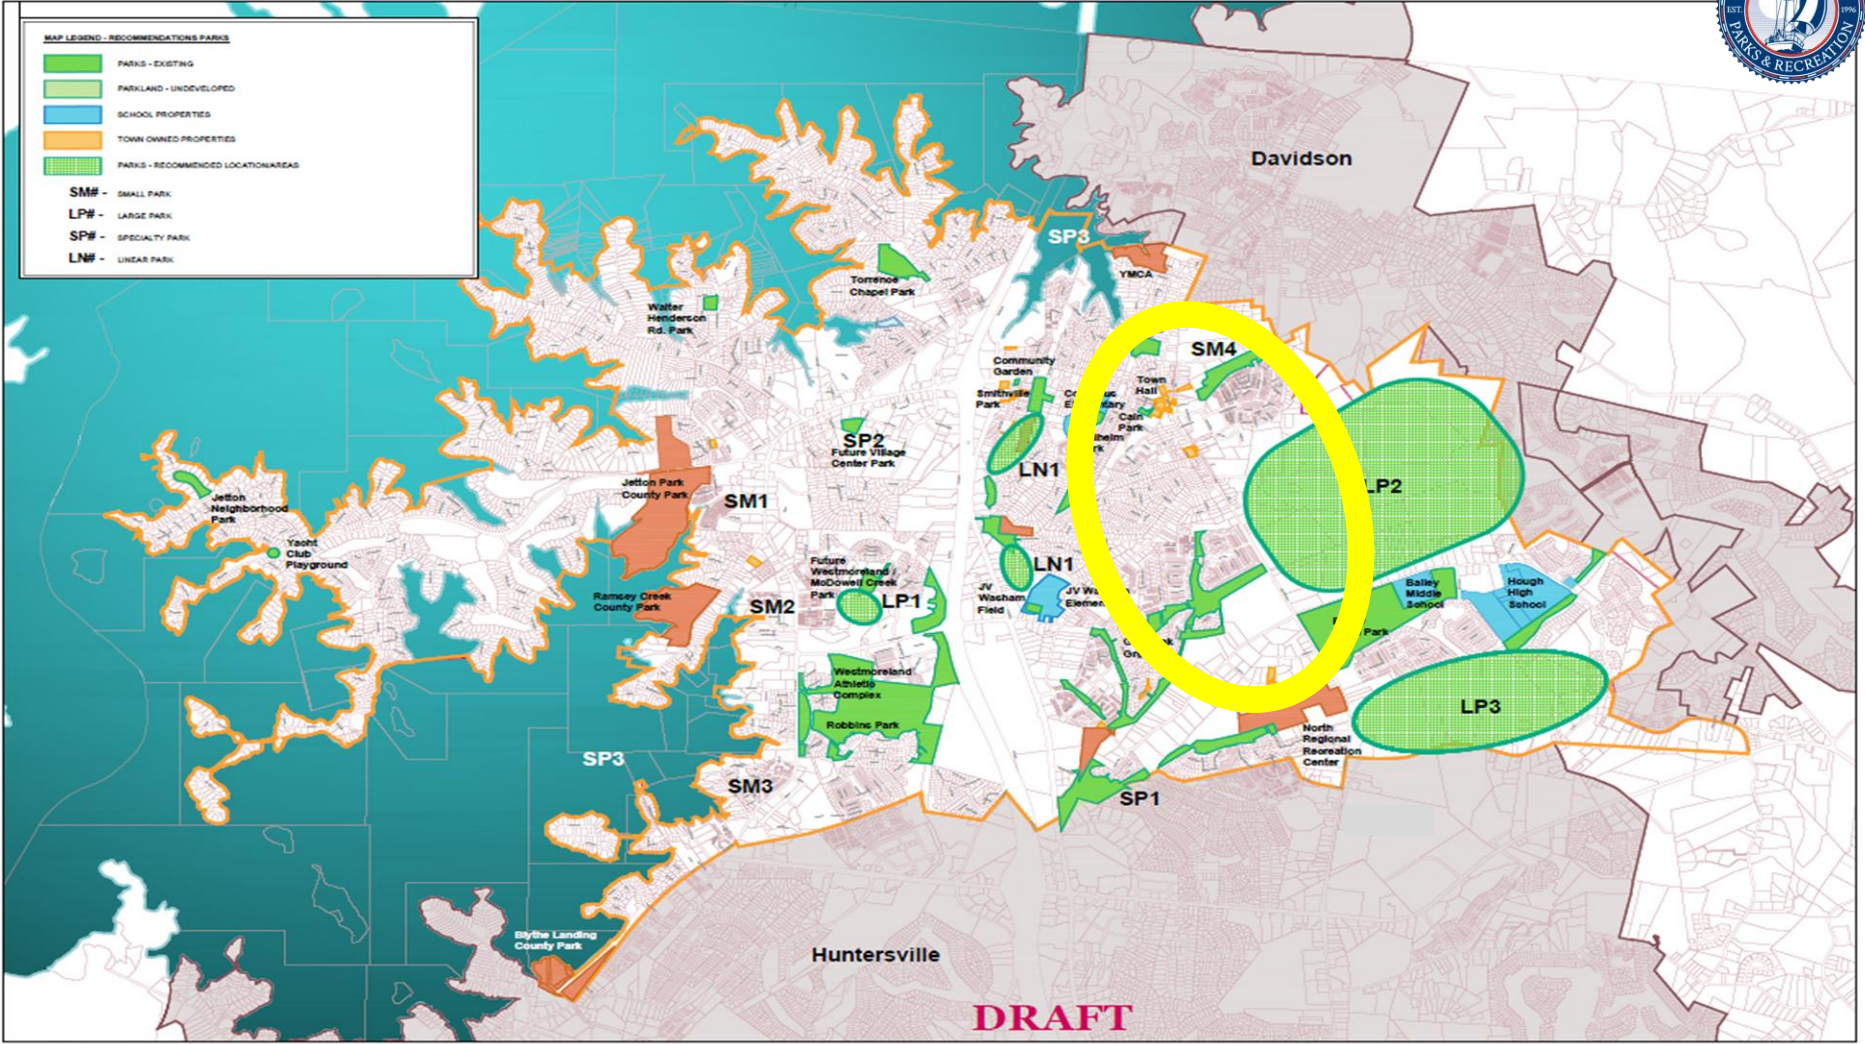 EST. 1996
PARKS & RECREATION
MAP LEGEND - RECOMMENDATIONS PARKS
PARKS - EXISTING
PARKLAND - UNDEVELOPED
SCHOOL PROPERTIES
TOWN OWNED PROPERTIES
PARKS - RECOMMENDED LOCATION/AREAS
SM# - SMALL PARK
LP# - LARGE PARK
SP# - SPECIALTY PARK
LN# - LINEAR PARK
Davidson
SP3
YMCA
Torrence
Chapel Park
Walter
Henderson
Rd. Park
SM4
Community
Garden
Smithville
Park
Town
Hall
Cain
Park
SP2
Future Village
Center Park
LN1
LP2
Jetton Park
County Park
SM1
Jetton
Neighborhood
Park
Yacht
Club
Playground
Future
Westmoreland /
McDowell Creek
Park
LP1
LN1
JV
Washam
Field
Ramsey Creek
County Park
SM2
Bailey
Middle
School
Hough
High
School
Park
Westmoreland
Athletic
Complex
Robbins Park
LP3
North
Regional
Recreation
Center
SP3
SM3
SP1
Blythe Landing
County Park
Huntersville
DRAFT